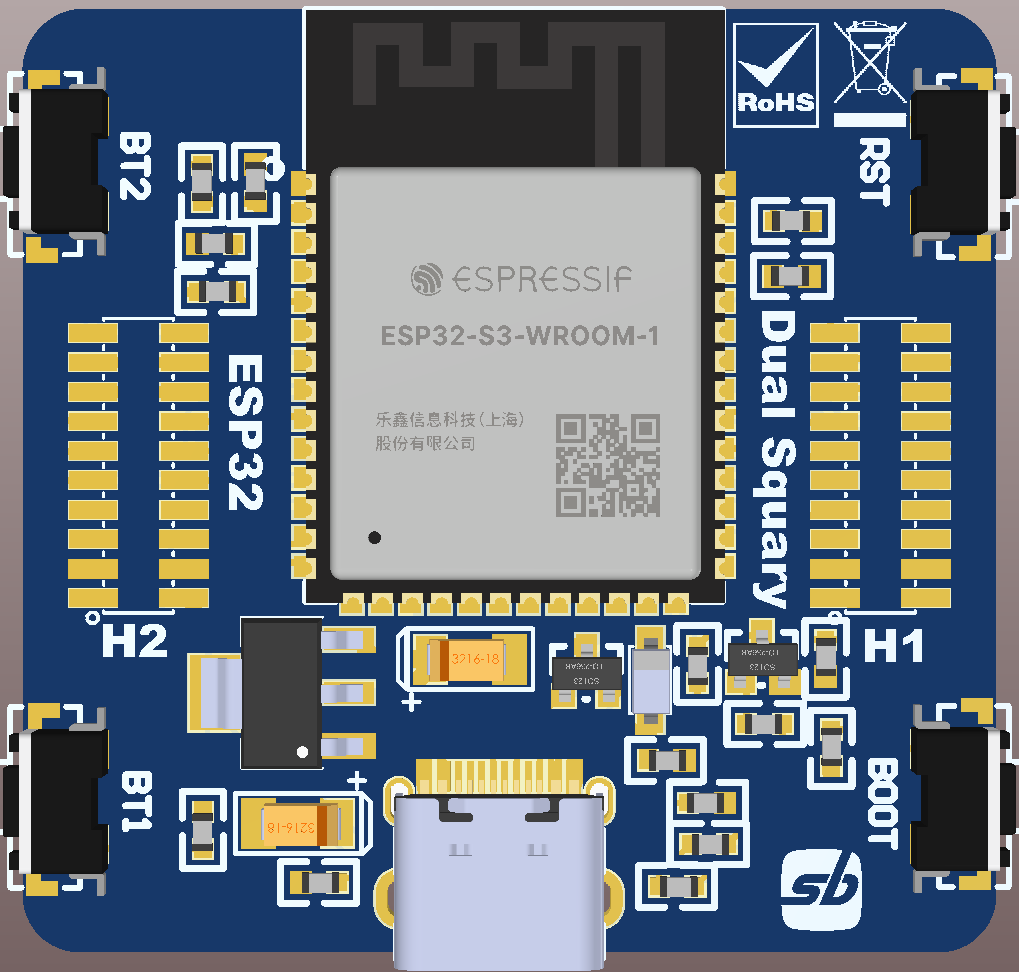 RoHS
BT2
RST
ESPRESSIF
ESP32-S3-WROOM-1
乐鑫信息科技(上海)
股份有限公司
ESP32
Dual Squary
H2
H1
3216-18
SOT23
SOT23
BT1
3216-18
BOOT
sb